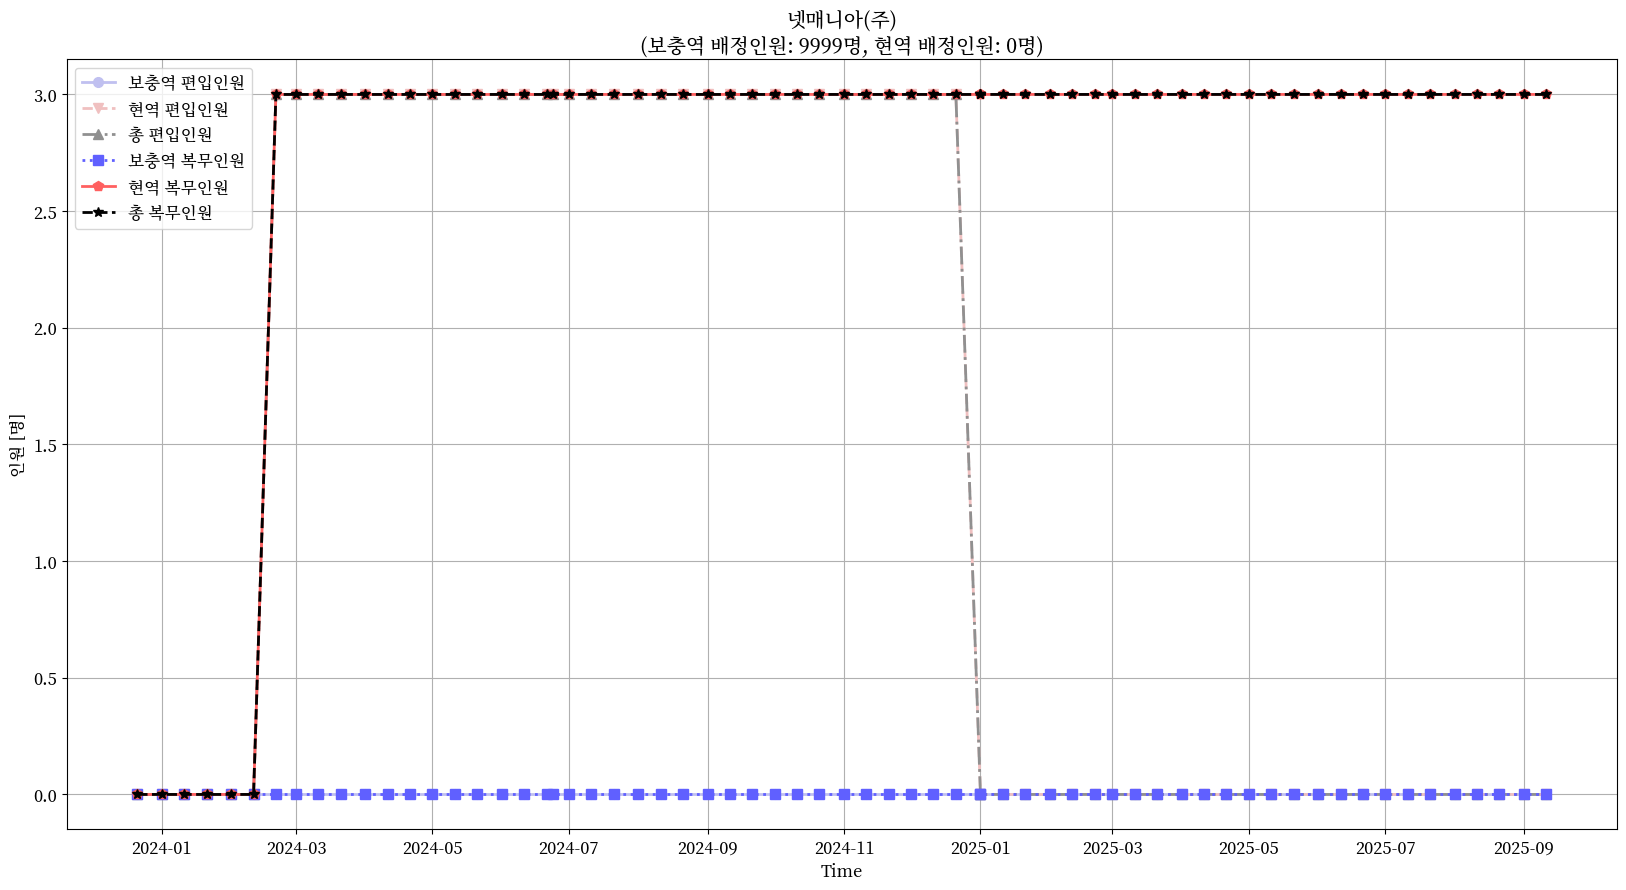 넷매니아(주)
(보충역 배정인원: 9999명, 현역 배정인원: 0명)
보충역 편입인원
현역 편입인원
총 편입인원
보충역 복무인원
현역 복무인원
총 복무인원
3.0
2.5
2.0
1.5
1.0
0.5
0.0
인원 [명]
2024-01 2024-03 2024-05 2024-07 2024-09 2024-11 2025-01 2025-03 2025-05 2025-07 2025-09
Time